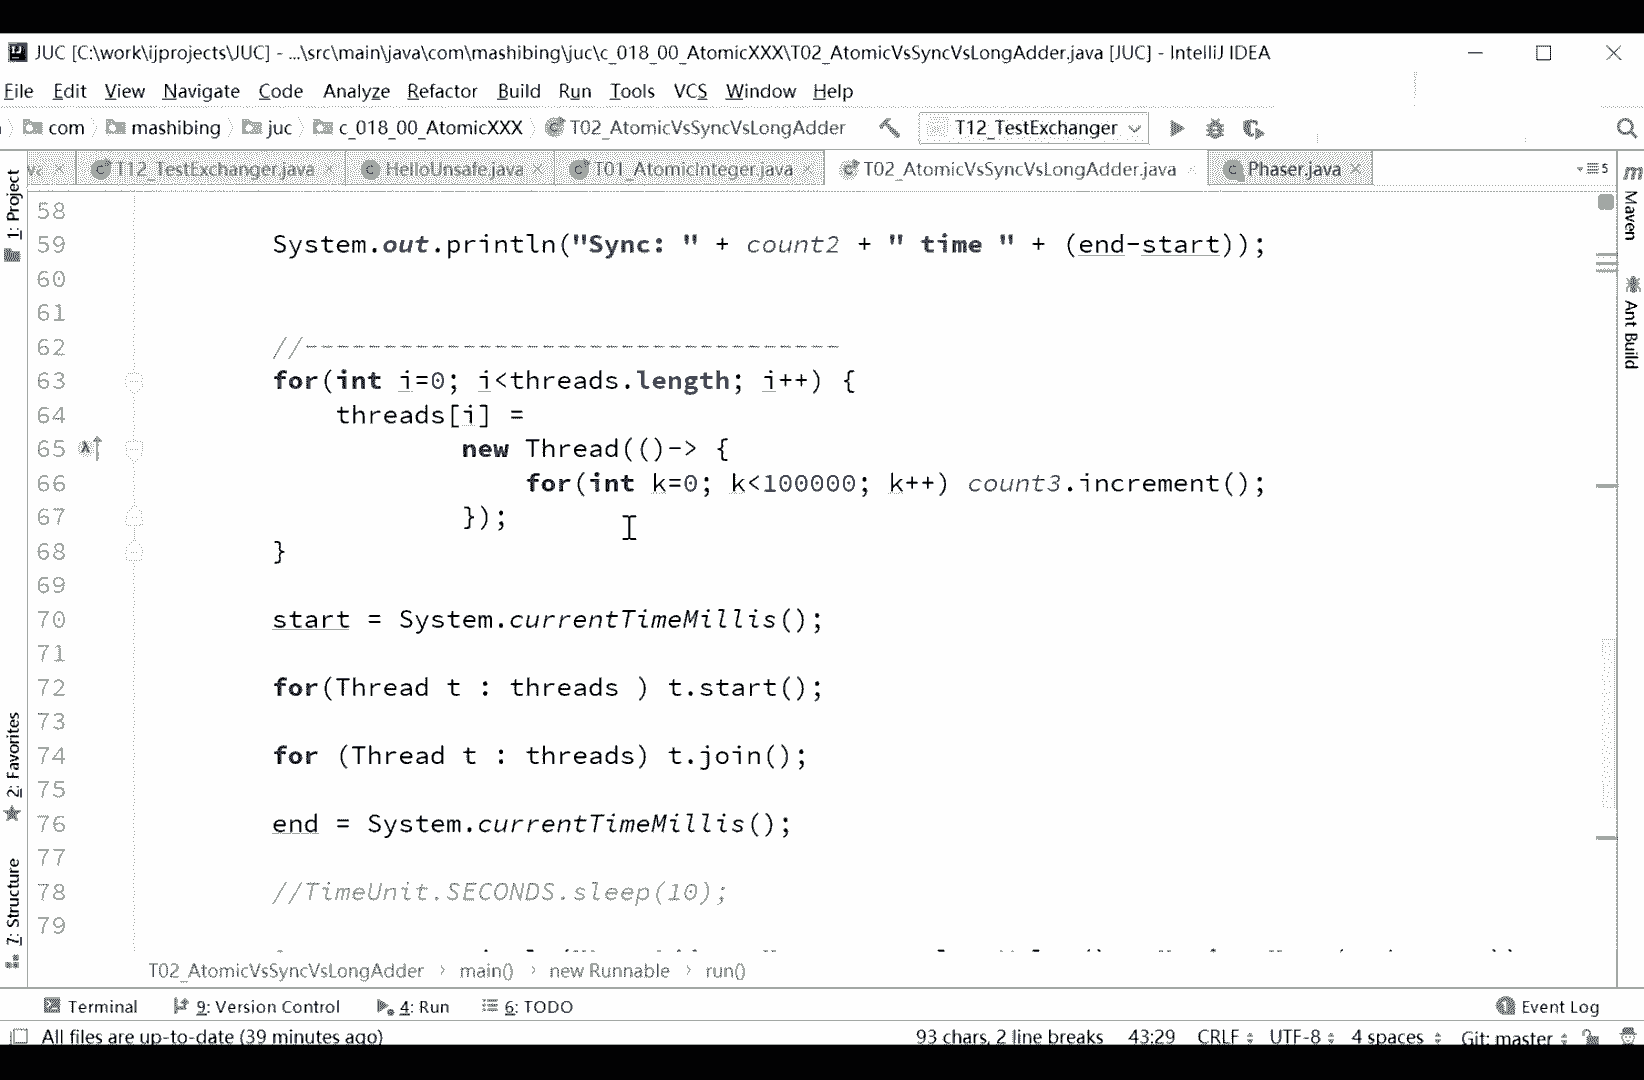 JUC [C:\work\ijprojects\JUC] - ...\src\main\java\com\mashibing\juc\c_018_00_AtomicXXX\T02_AtomicVsSyncVsLongAdder.java [JUC] - IntelliJ IDEA
File Edit View Navigate Code Analyze Refactor Build Run Tools VCS Window Help
com mashibing juc c_018_00_AtomicXXX T02_AtomicVsSyncVsLongAdder T12_TestExchanger
T12_TestExchanger.java HelloUnsafe.java T01_AtomicInteger.java T02_AtomicVsSyncVsLongAdder.java Phaser.java 5
1: Project
2: Favorites
7: Structure
Maven
Ant Build
58
59 System.out.println("Sync: " + count2 + " time " + (end-start));
60
61
62 //----------------------------------
63 for(int i=0; i<threads.length; i++) {
64 threads[i] =
65 new Thread(()-> {
66 for(int k=0; k<100000; k++) count3.increment();
67 });
68 }
69
70 start = System.currentTimeMillis();
71
72 for(Thread t : threads ) t.start();
73
74 for (Thread t : threads) t.join();
75
76 end = System.currentTimeMillis();
77
78 //TimeUnit.SECONDS.sleep(10);
79
T02_AtomicVsSyncVsLongAdder main() new Runnable run()
Terminal 9: Version Control 4: Run 6: TODO 1 Event Log
All files are up-to-date (39 minutes ago) 93 chars, 2 line breaks 43:29 CRLF UTF-8 4 spaces Git: master